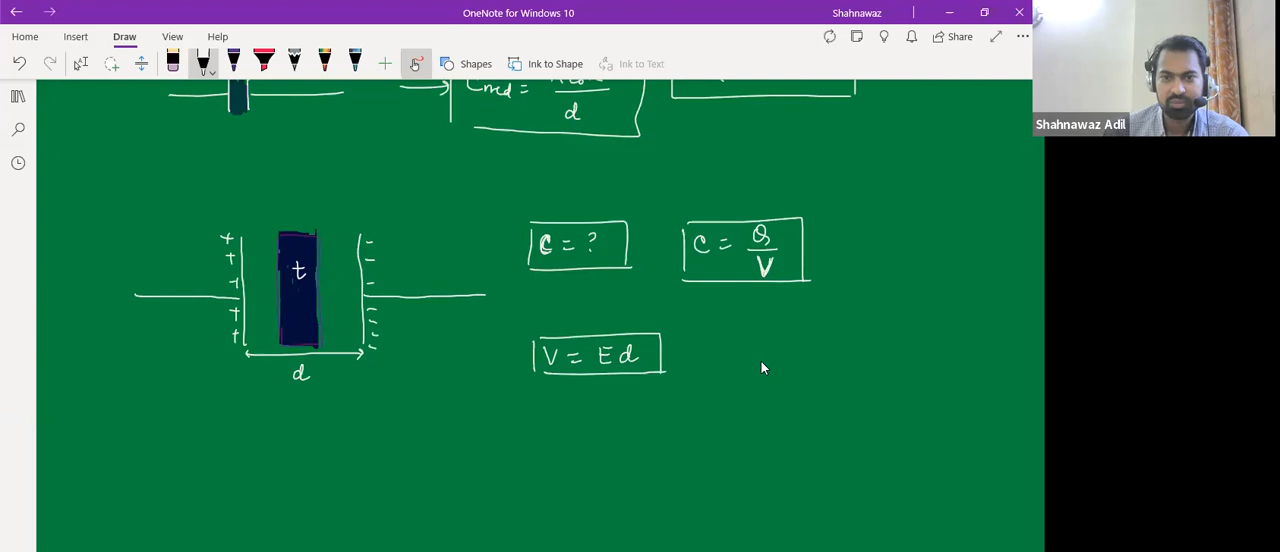 OneNote for Windows 10
Shahnawaz
Home Insert Draw View Help
Share
Shapes Ink to Shape Ink to Text
Shahnawaz Adil
d
C = ?
C = Q / V
+ + + + +
- - - - - - -
t
V = E d
d